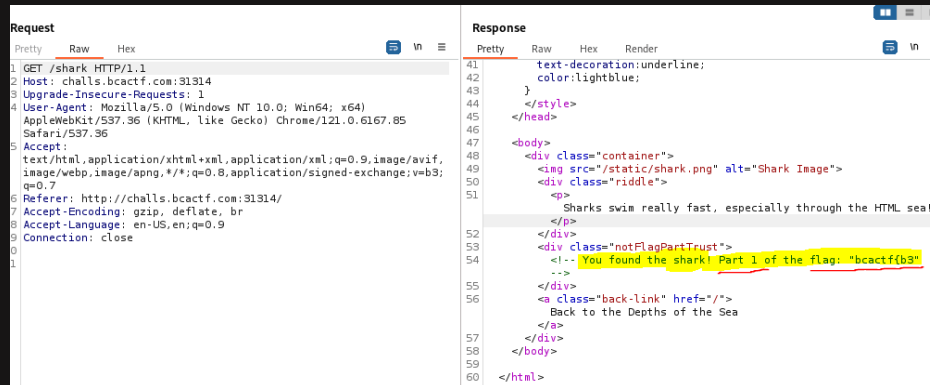 Request
Pretty Raw Hex \n
1 GET /shark HTTP/1.1
2 Host: challs.bcactf.com:31314
3 Upgrade-Insecure-Requests: 1
4 User-Agent: Mozilla/5.0 (Windows NT 10.0; Win64; x64)
AppleWebKit/537.36 (KHTML, like Gecko) Chrome/121.0.6167.85
Safari/537.36
5 Accept:
text/html,application/xhtml+xml,application/xml;q=0.9,image/avif,
image/webp,image/apng,*/*;q=0.8,application/signed-exchange;v=b3;
q=0.7
6 Referer: http://challs.bcactf.com:31314/
7 Accept-Encoding: gzip, deflate, br
8 Accept-Language: en-US,en;q=0.9
9 Connection: close
0
1
Response
Pretty Raw Hex Render \n
41 text-decoration:underline;
42 color:lightblue;
43 }
44 </style>
45 </head>
46
47 <body>
48 <div class="container">
49 <img src="/static/shark.png" alt="Shark Image">
50 <div class="riddle">
51 <p>
Sharks swim really fast, especially through the HTML sea!
</p>
52 </div>
53 <div class="notFlagPartTrust">
54 <!-- You found the shark! Part 1 of the flag: "bcactf{b3"
-->
55 </div>
56 <a class="back-link" href="/">
Back to the Depths of the Sea
</a>
57 </div>
58 </body>
59
60 </html>